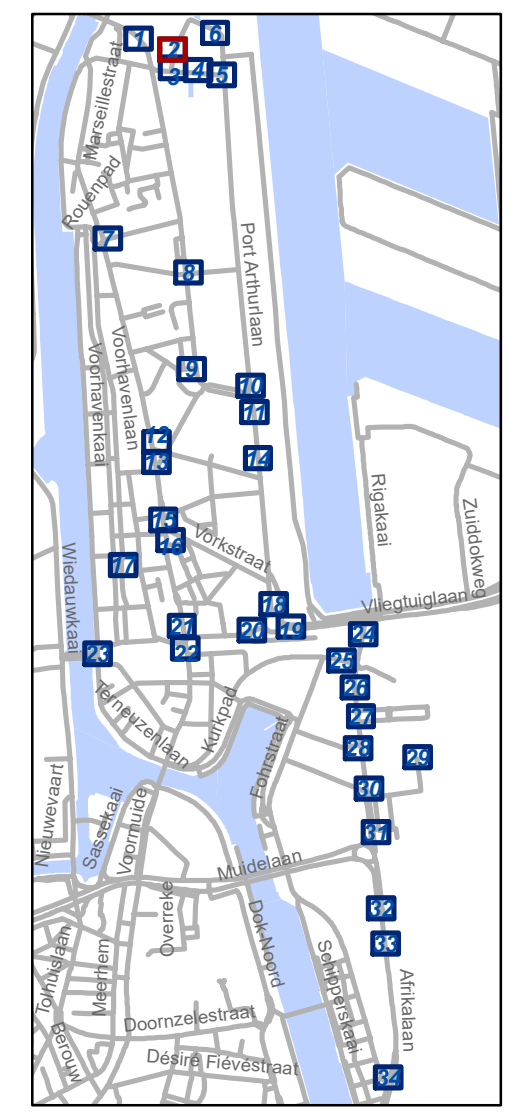 1
2
6
3
4
5
Marseillestraat
Rouenpad
7
Port Arthurlaan
8
Voorhavenlaan
Voorhavenkaai
9
10
11
12
13
14
Rigakaai
Zuiddokweg
15
16
Vorkstraat
17
Wiedauwkaai
18
Vliegtuiglaan
21
20
19
24
22
23
25
26
Terneuzenlaan
Kurkpad
27
Fohrstraat
28
29
30
Nieuwevaart
Sassekaai
Voormuide
31
Muidelaan
32
Overreke
Dok-Noord
33
Tolhuislaan
Meerhem
Schipperskaai
Afrikalaan
Doornzelestraat
Berouw
Désiré Fiévéstraat
34